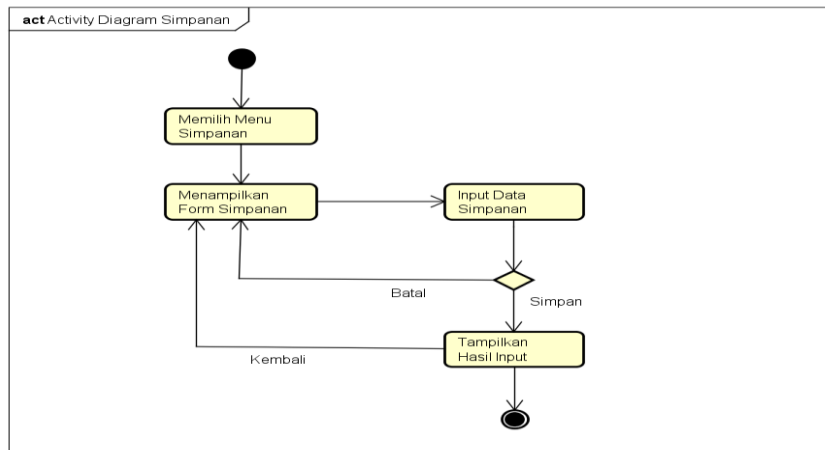 act Activity Diagram Simpanan
Memilih Menu
Simpanan
Menampilkan
Form Simpanan
Input Data
Simpanan
Batal
Simpan
Tampilkan
Hasil Input
Kembali